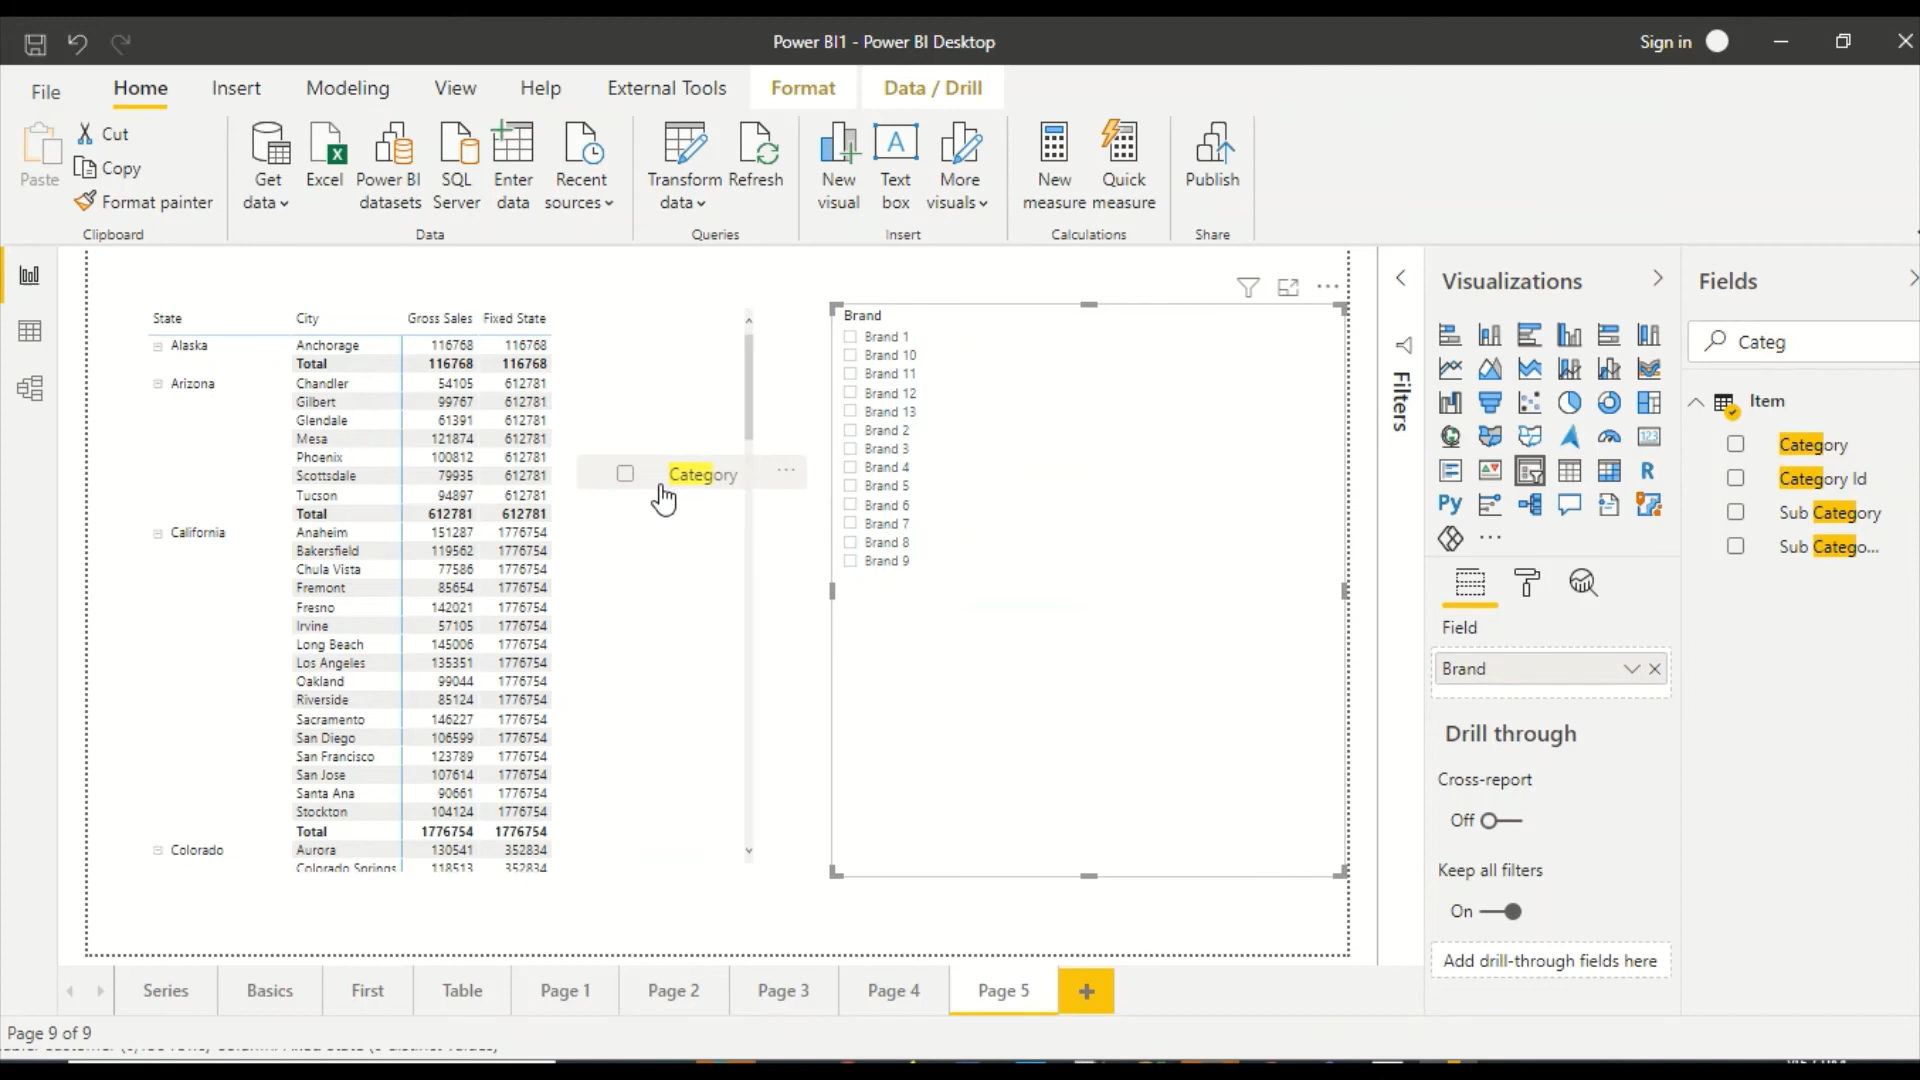 Power BI1 - Power BI Desktop
Sign in
File Home Insert Modeling View Help External Tools Format Data / Drill
Paste
Cut
Copy
Format painter
Clipboard
Get data
Excel
Power BI datasets
SQL Server
Enter data
Recent sources
Data
Transform data
Refresh
Queries
New visual
Text box
More visuals
Insert
New measure
Quick measure
Calculations
Publish
Share
State City Gross Sales Fixed State
Alaska Anchorage 116768 116768
Total 116768 116768
Arizona Chandler 54105 612781
Gilbert 99767 612781
Glendale 61391 612781
Mesa 121874 612781
Phoenix 100812 612781
Scottsdale 79935 612781
Tucson 94897 612781
Total 612781 612781
California Anaheim 151287 1776754
Bakersfield 119562 1776754
Chula Vista 77586 1776754
Fremont 85654 1776754
Fresno 142021 1776754
Irvine 57105 1776754
Long Beach 145006 1776754
Los Angeles 135351 1776754
Oakland 99044 1776754
Riverside 85124 1776754
Sacramento 146227 1776754
San Diego 106599 1776754
San Francisco 123789 1776754
San Jose 107614 1776754
Santa Ana 90661 1776754
Stockton 104124 1776754
Total 1776754 1776754
Colorado Aurora 130541 352834
Colorado Springs 118513 352834
Category
Brand
Brand 1
Brand 10
Brand 11
Brand 12
Brand 13
Brand 2
Brand 3
Brand 4
Brand 5
Brand 6
Brand 7
Brand 8
Brand 9
Filters
Visualizations
123
R
Py
Field
Brand
Drill through
Cross-report
Off
Keep all filters
On
Add drill-through fields here
Fields
Categ
Item
Category
Category Id
Sub Category
Sub Catego...
Series Basics First Table Page 1 Page 2 Page 3 Page 4 Page 5 +
Page 9 of 9